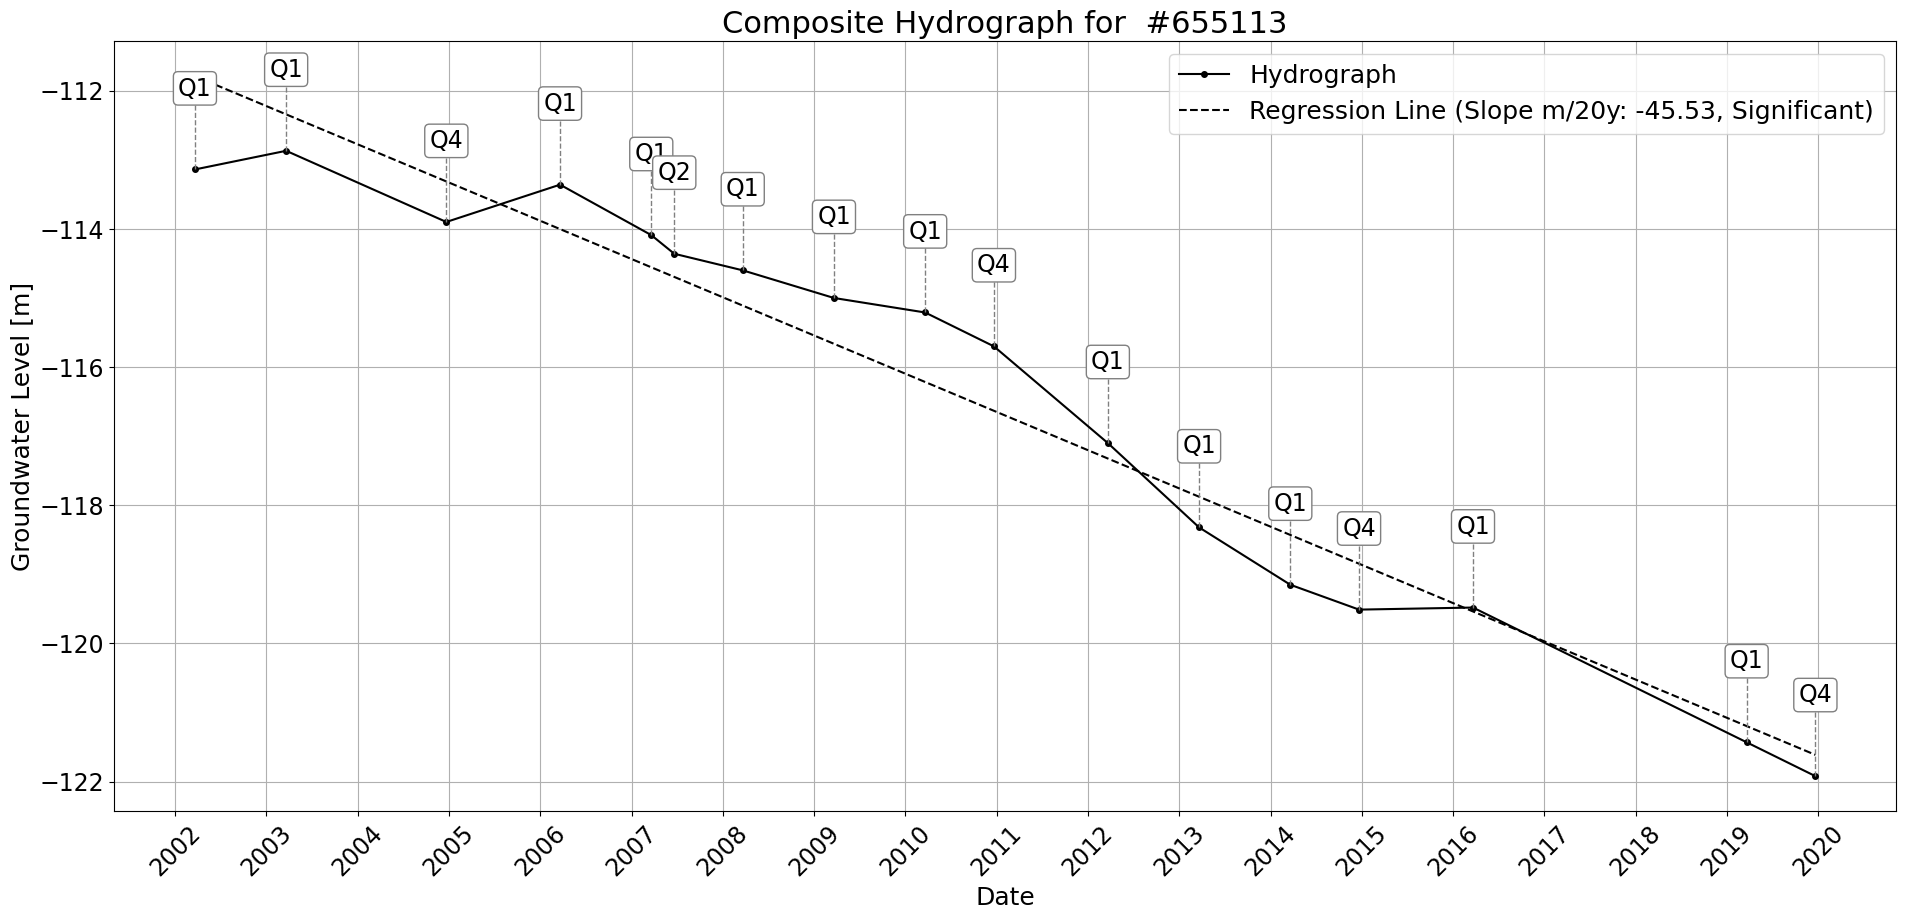 Composite Hydrograph for  #655113
Hydrograph
Regression Line (Slope m/20y: -45.53, Significant)
Q1
Q1
Q4
Q1
Q1
Q2
Q1
Q1
Q1
Q4
Q1
Q1
Q1
Q4
Q1
Q1
Q4
Groundwater Level [m]
−112
−114
−116
−118
−120
−122
2002
2003
2004
2005
2006
2007
2008
2009
2010
2011
2012
2013
2014
2015
2016
2017
2018
2019
2020
Date